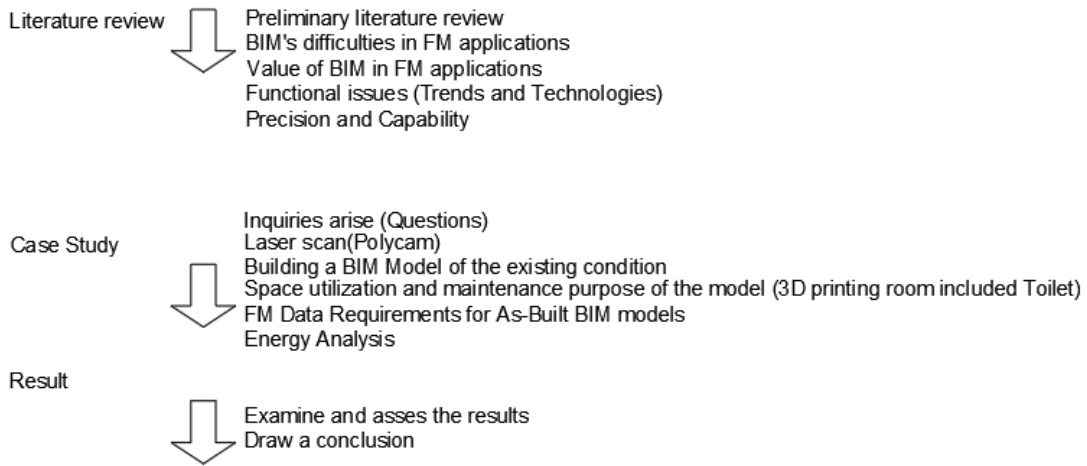 Literature review
Preliminary literature review
BIM's difficulties in FM applications
Value of BIM in FM applications
Functional issues (Trends and Technologies)
Precision and Capability
Case Study
Inquiries arise (Questions)
Laser scan(Polycam)
Building a BIM Model of the existing condition
Space utilization and maintenance purpose of the model (3D printing room included Toilet)
FM Data Requirements for As-Built BIM models
Energy Analysis
Result
Examine and asses the results
Draw a conclusion